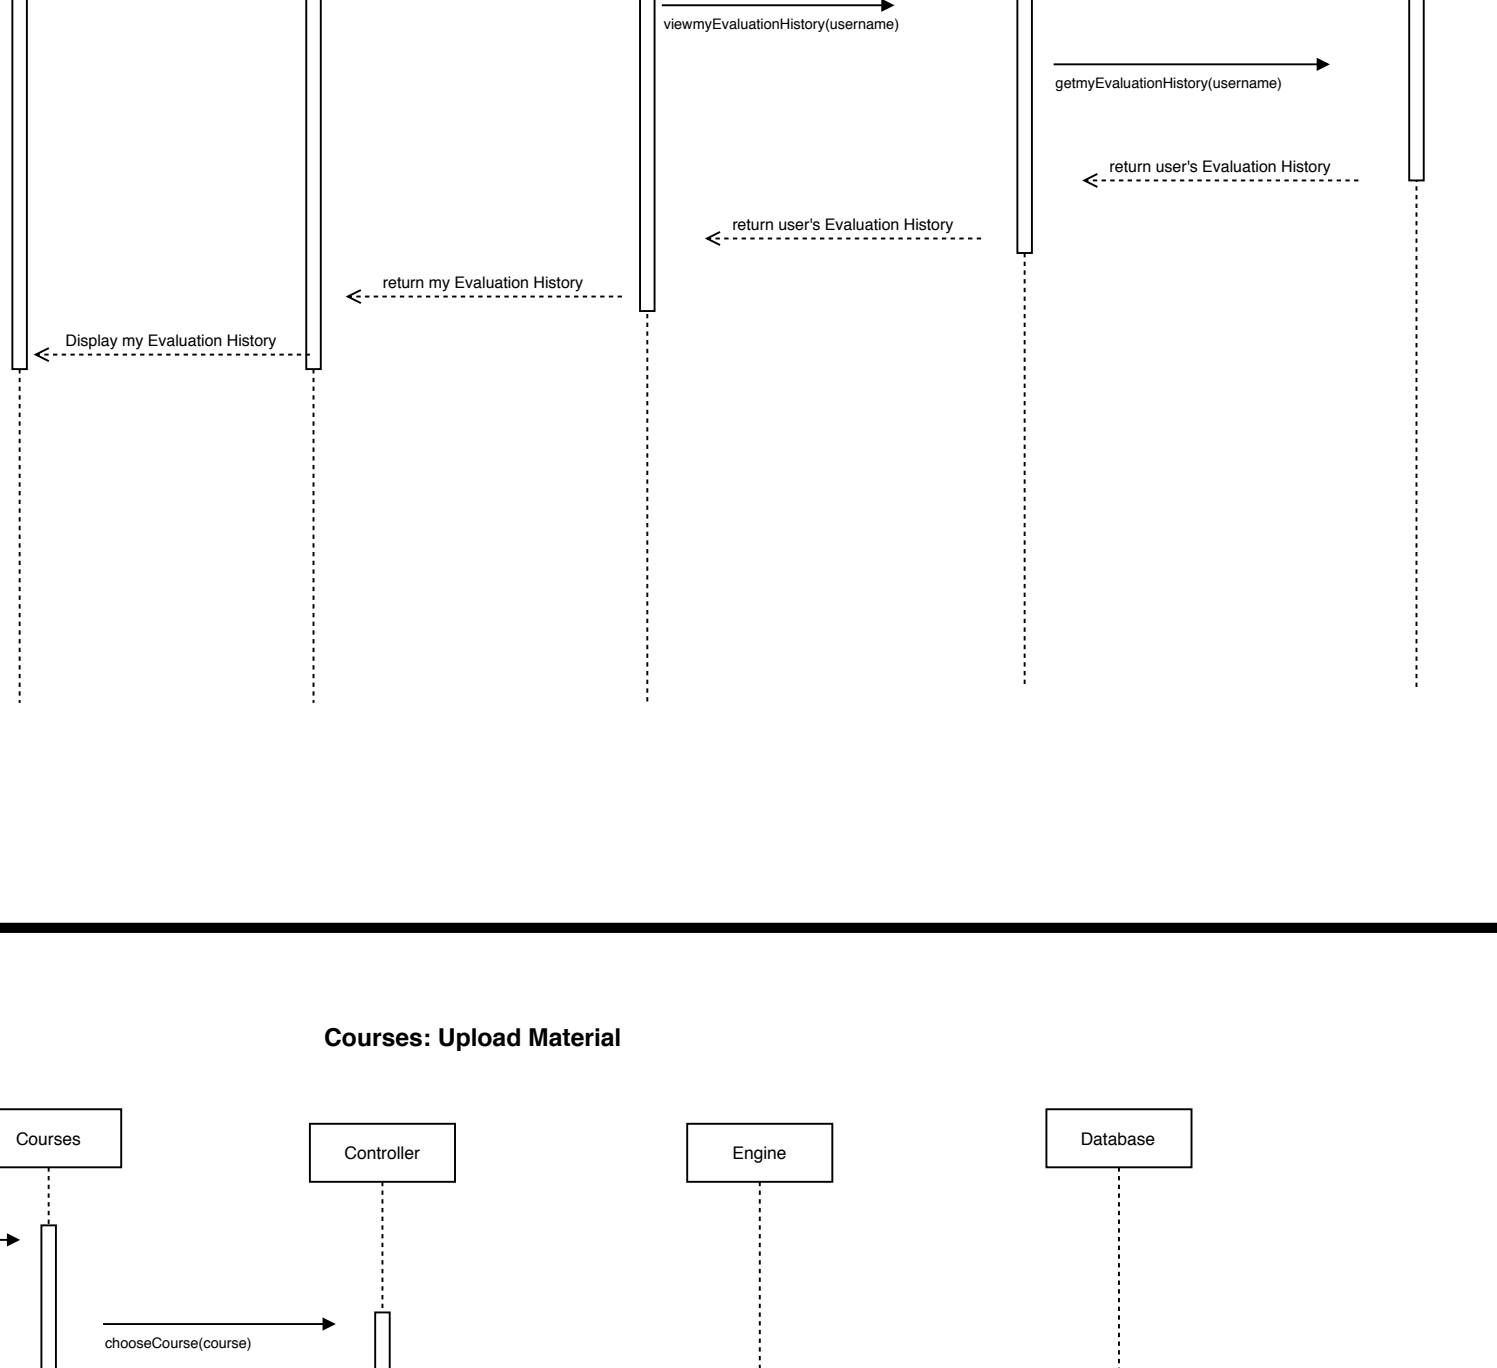 viewmyEvaluationHistory(username)
getmyEvaluationHistory(username)
return user's Evaluation History
return user's Evaluation History
return my Evaluation History
Display my Evaluation History
Courses: Upload Material
Courses
Controller
Engine
Database
chooseCourse(course)